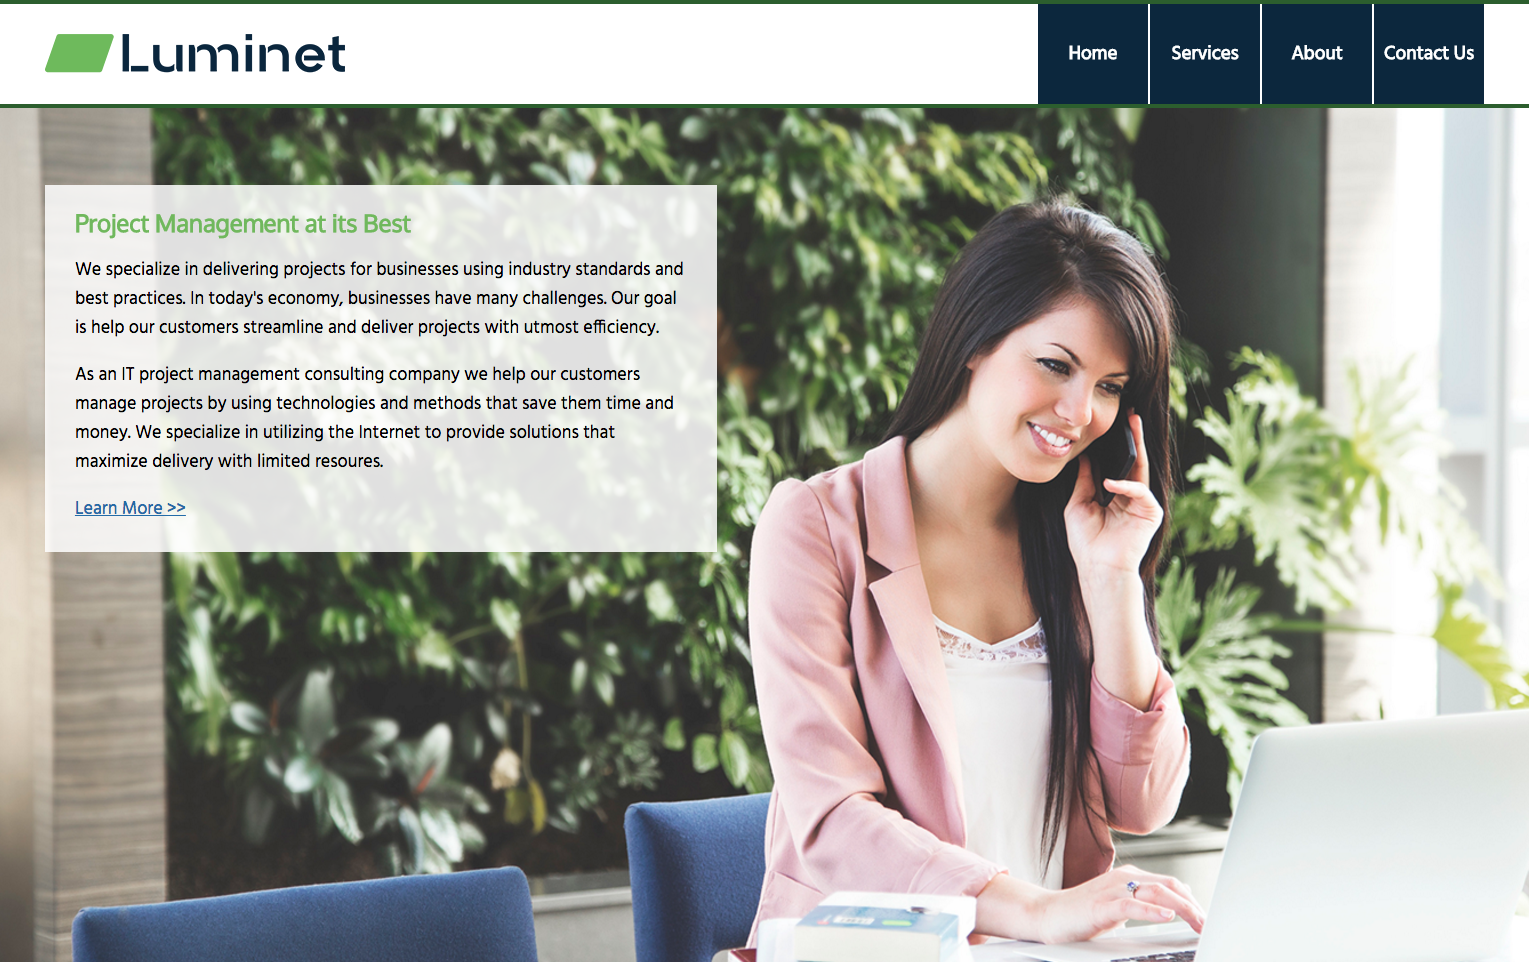 Luminet
Home
Services
About
Contact Us
Project Management at its Best
We specialize in delivering projects for businesses using industry standards and
best practices. In today's economy, businesses have many challenges. Our goal
is help our customers streamline and deliver projects with utmost efficiency.
As an IT project management consulting company we help our customers
manage projects by using technologies and methods that save them time and
money. We specialize in utilizing the Internet to provide solutions that
maximize delivery with limited resoures.
Learn More >>